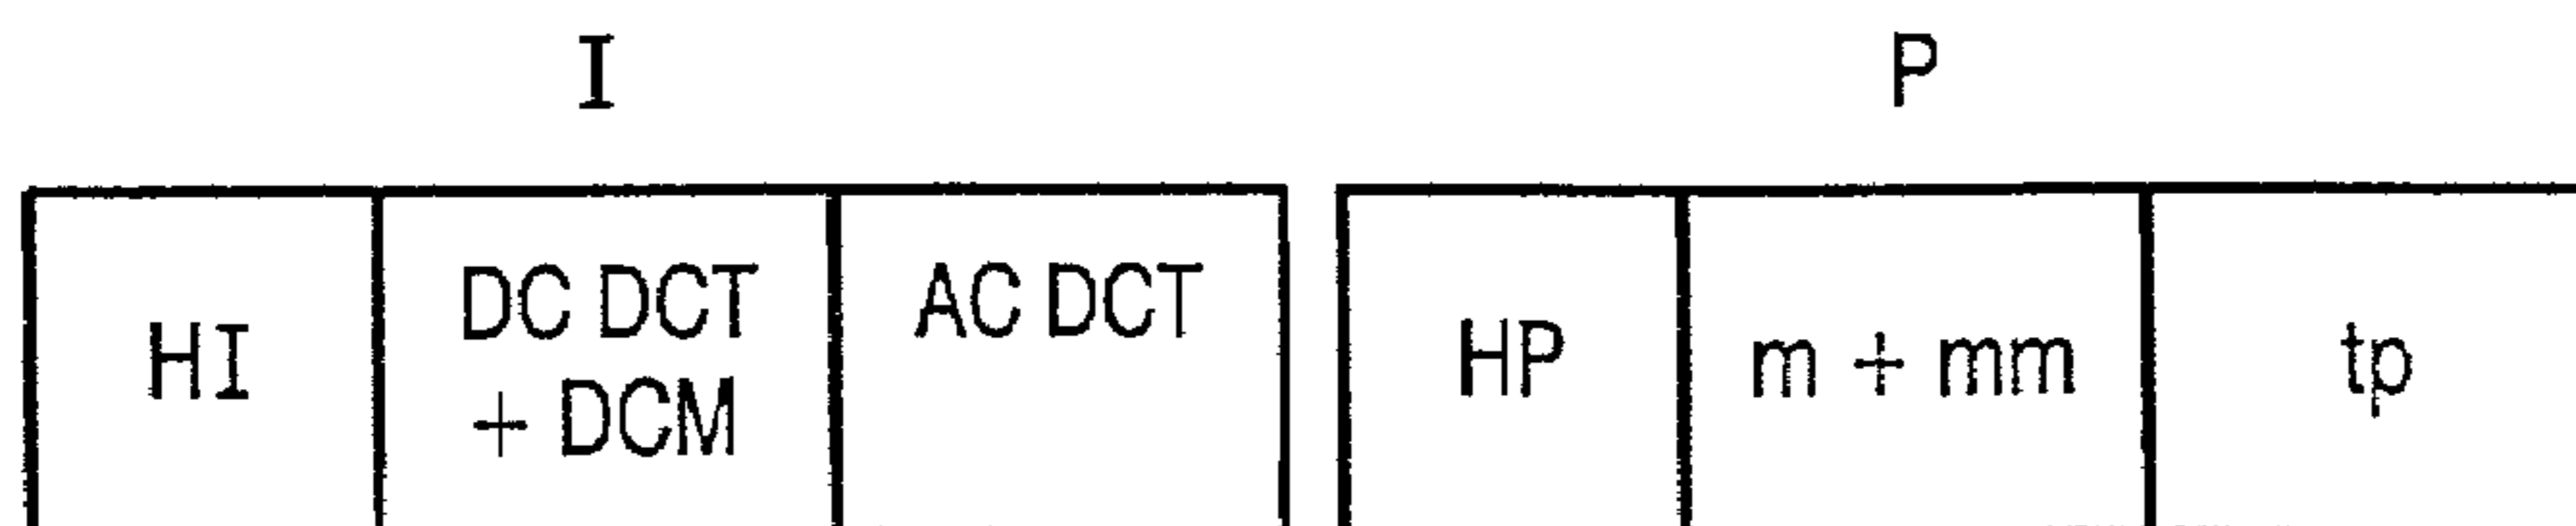 I
P
HI
DC DCT
+ DCM
AC DCT
HP
m + mm
tp